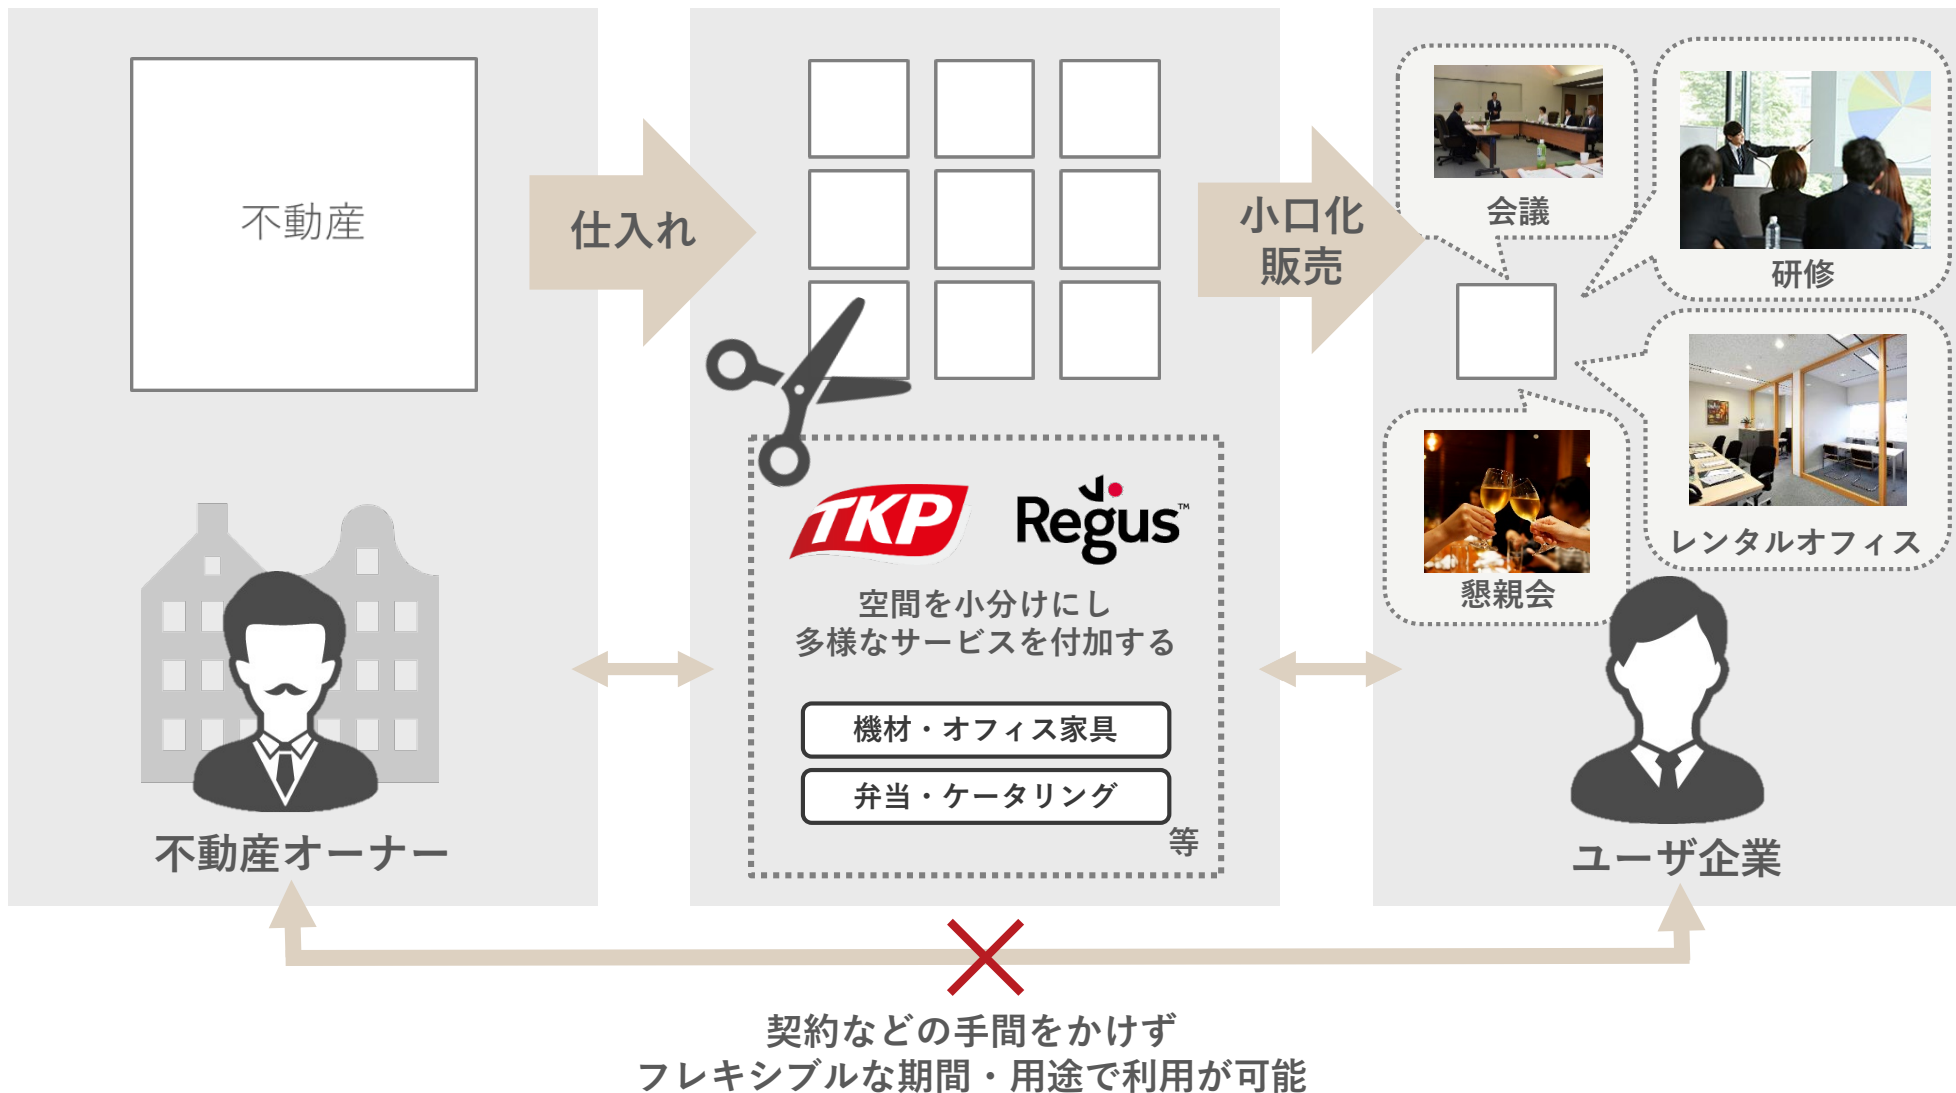 不動産
仕入れ
小口化
販売
会議
研修
レンタルオフィス
懇親会
TKP
Regus™
空間を小分けにし
多様なサービスを付加する
機材・オフィス家具
弁当・ケータリング
等
不動産オーナー
ユーザ企業
契約などの手間をかけず
フレキシブルな期間・用途で利用が可能